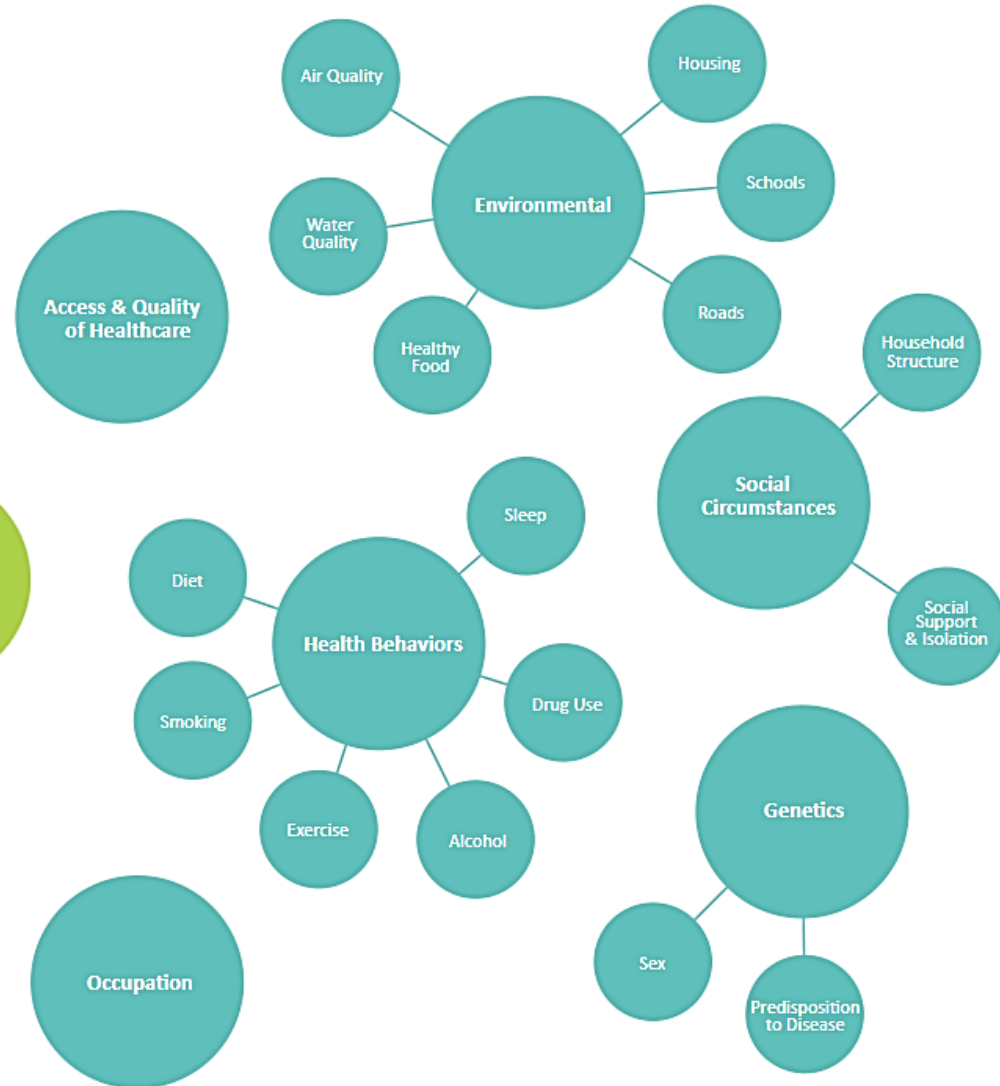 Air Quality
Housing
Environmental
Schools
Water
Quality
Access & Quality
of Healthcare
Healthy
Food
Roads
Household
Structure
Social
Circumstances
Sleep
Diet
Health Behaviors
Social
Support
& Isolation
Drug Use
Smoking
Exercise
Alcohol
Genetics
Occupation
Sex
Predisposition
to Disease